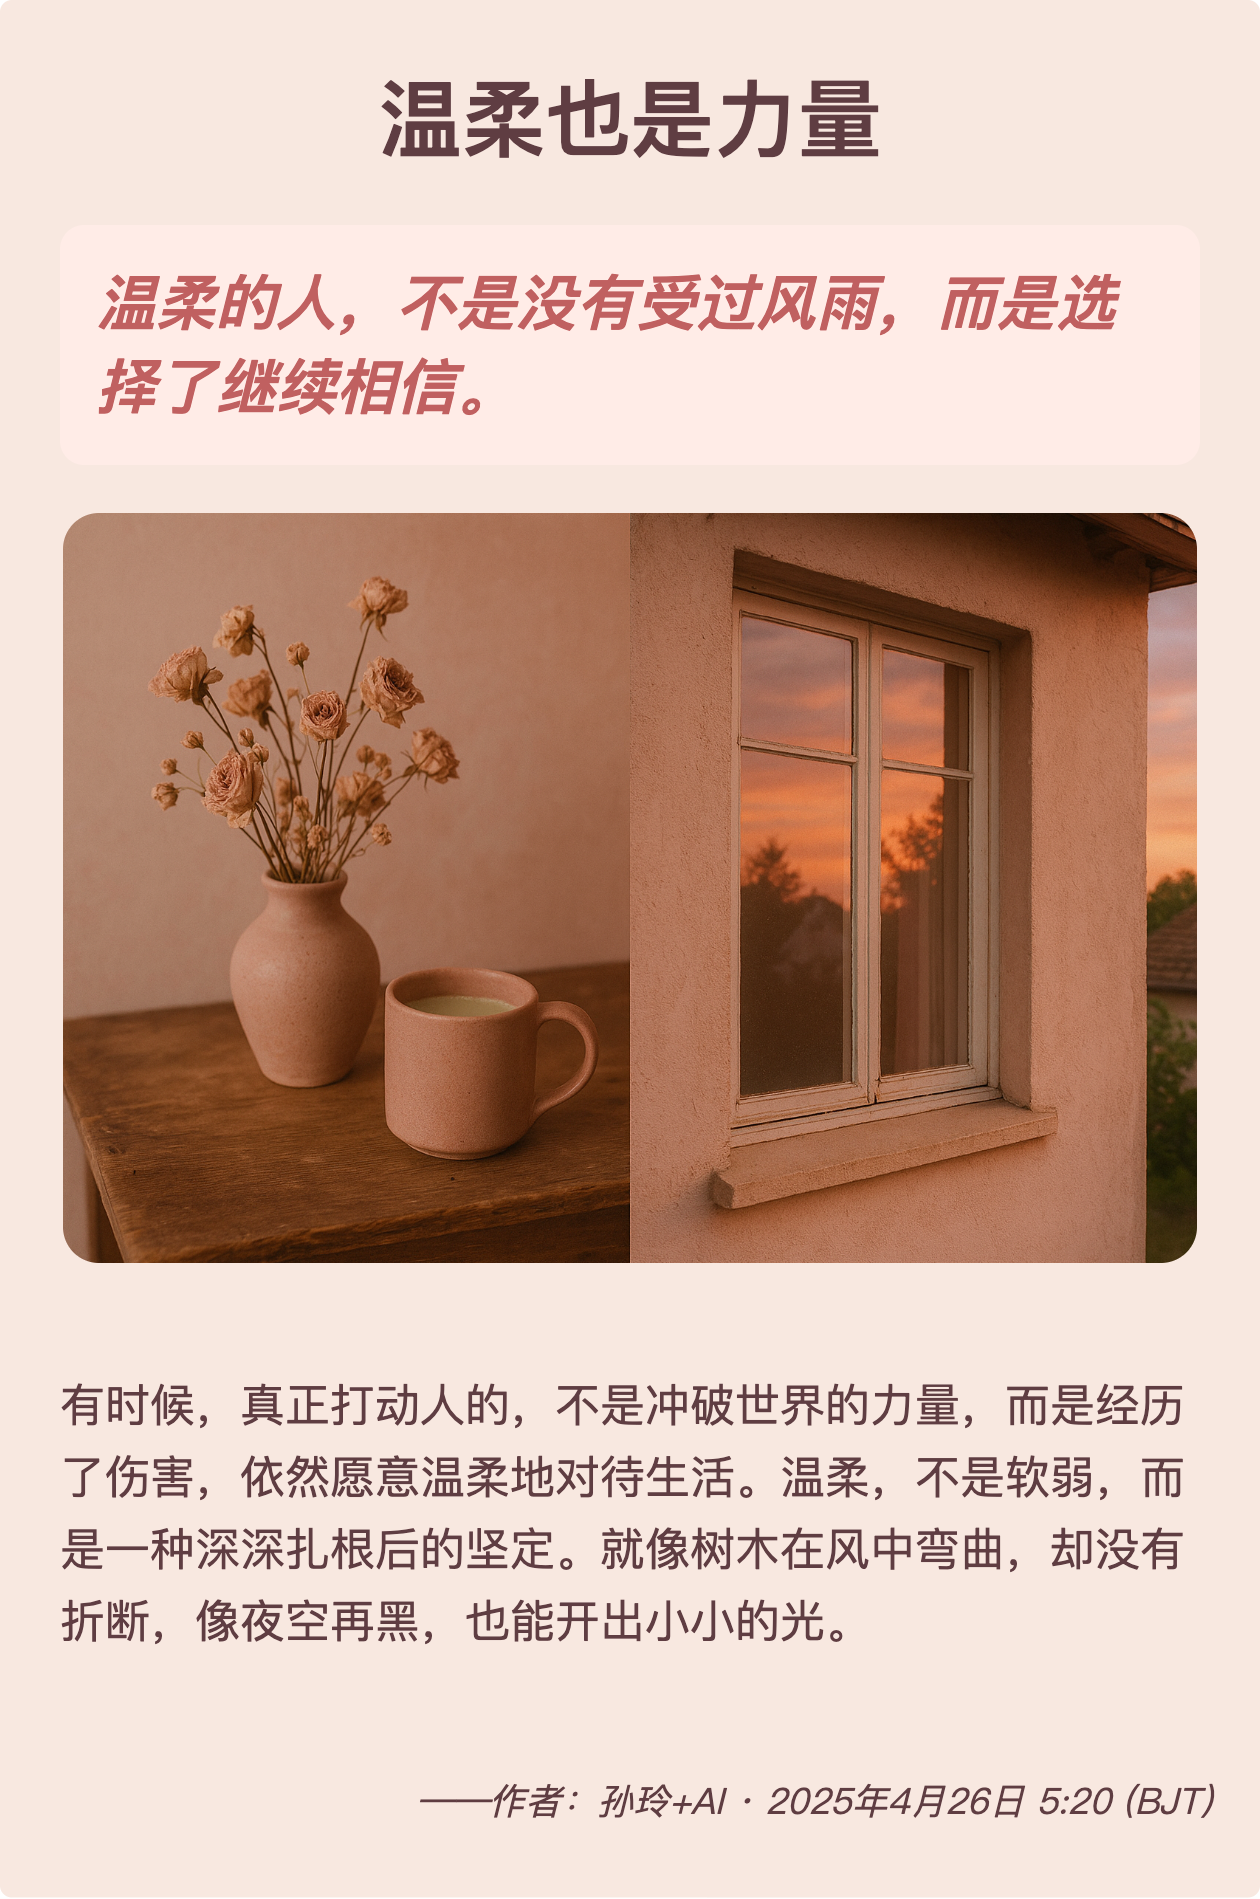 温柔也是力量
温柔的人，不是没有受过风雨，而是选
择了继续相信。
有时候，真正打动人的，不是冲破世界的力量，而是经历
了伤害，依然愿意温柔地对待生活。温柔，不是软弱，而
是一种深深扎根后的坚定。就像树木在风中弯曲，却没有
折断，像夜空再黑，也能开出小小的光。
——作者：孙玲+AI · 2025年4月26日 5:20 (BJT)